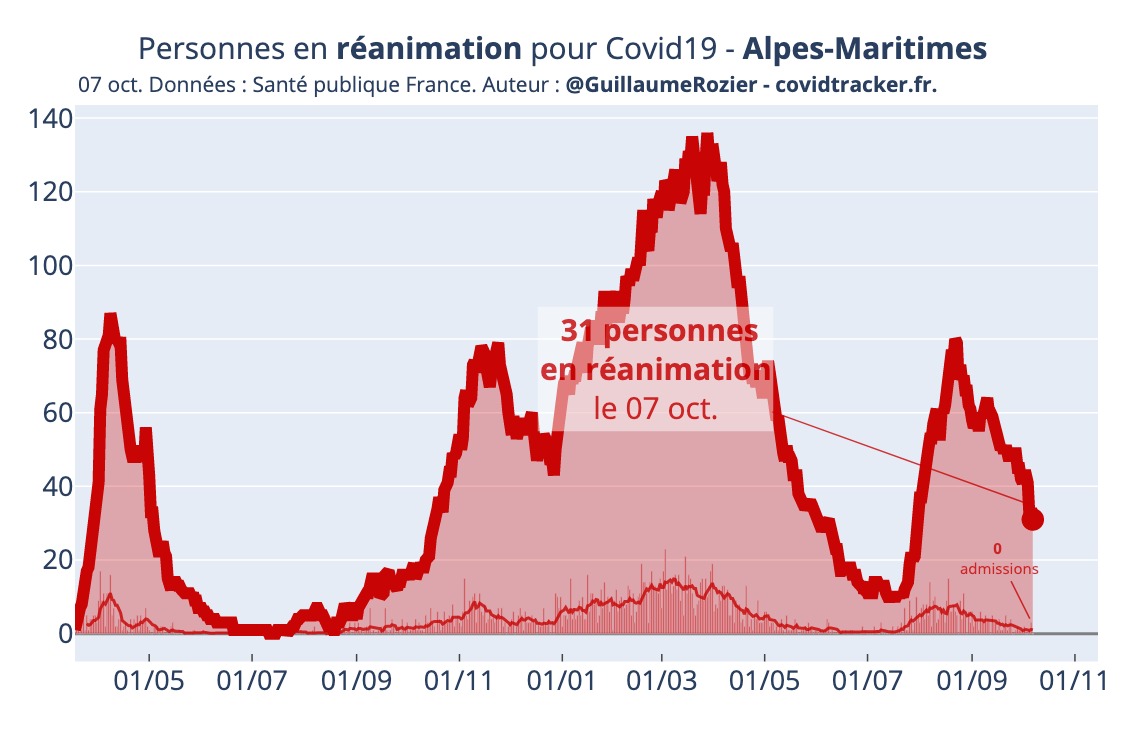 Personnes en réanimation pour Covid19 - Alpes-Maritimes
07 oct. Données : Santé publique France. Auteur : @GuillaumeRozier - covidtracker.fr.
140
120
100
80
60
40
20
0
31 personnes
en réanimation
le 07 oct.
0
admissions
01/05 01/07 01/09 01/11 01/01 01/03 01/05 01/07 01/09 01/11